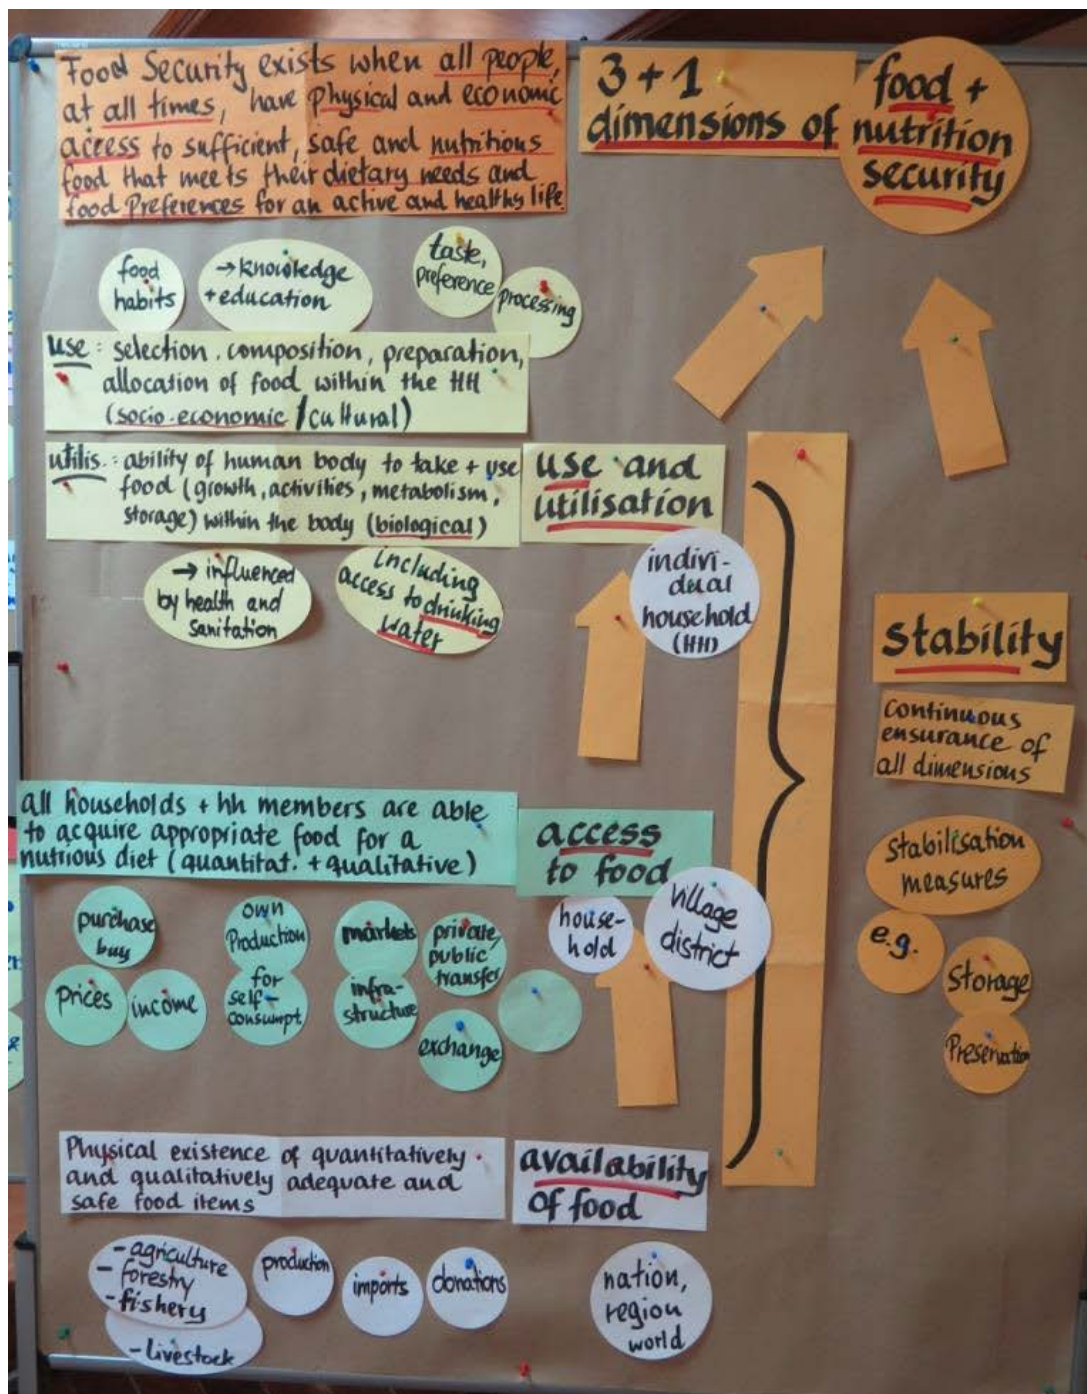 Food Security exists when all people,
at all times, have physical and economic
access to sufficient, safe and nutritious
food that meets their dietary needs and
food preferences for an active and healthy life.
3+1
dimensions of
food +
nutrition
security
food
habits
→ knowledge
+ education
taste,
preference
processing
use: selection, composition, preparation,
allocation of food within the HH
(socio-economic / cultural)
utilis.: ability of human body to take + use
food (growth, activities, metabolism,
storage) within the body (biological)
use and
utilisation
→ influenced
by health and
sanitation
including
access to drinking
water
indivi-
dual
household
(HH)
stability
continuous
ensurance of
all dimensions
Stabilisation
measures
e.g.
Storage
Preservation
all households + hh members are able
to acquire appropriate food for a
nutrious diet (quantitat. + qualitative)
access
to food
house-
hold
village
district
purchase
buy
prices
income
own
Production
for
self-
consumpt.
markets
infra-
structure
private,
public
transfer
exchange
Physical existence of quantitatively
and qualitatively adequate and
safe food items
availability
of food
- agriculture
- forestry
- fishery
- livestock
production
imports
donations
nation,
region
world